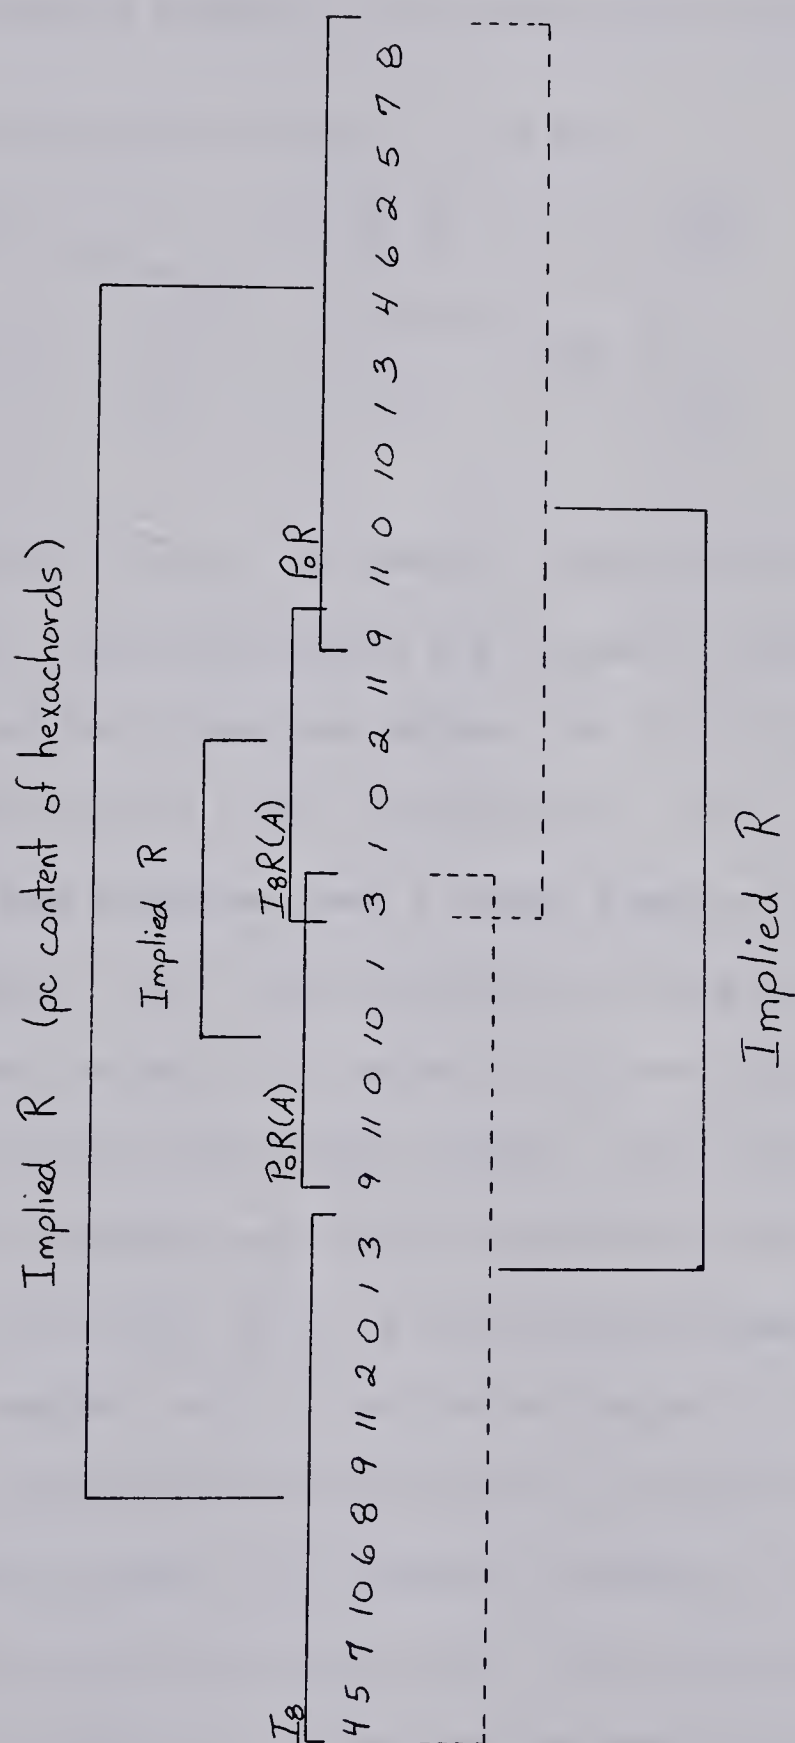 Implied R (pc content of hexachords)
Implied R
I8 P0R(A) I8R(A) P0R
4 5 7 10 6 8 9 11 2 0 1 3 9 11 0 10 1 3 1 0 2 11 9 11 0 10 1 3 4 6 2 5 7 8
Implied R